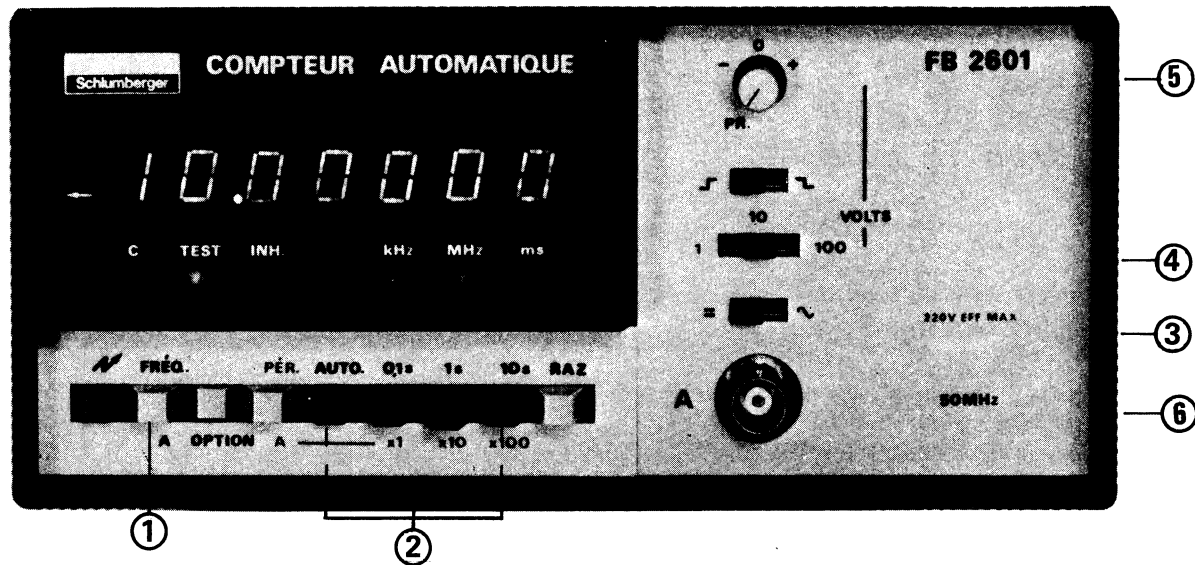 Schlumberger
COMPTEUR AUTOMATIQUE
10.10000
C TEST INH. kHz MHz ms
FRÉQ. PÉR. AUTO. 0,1s 1s 10s RAZ
A OPTION A x1 x10 x100
FB 2601
0
- +
PR.
10 VOLTS
1 100
= ~
220V EFF MAX
A
50MHz
5
4
3
6
1
2